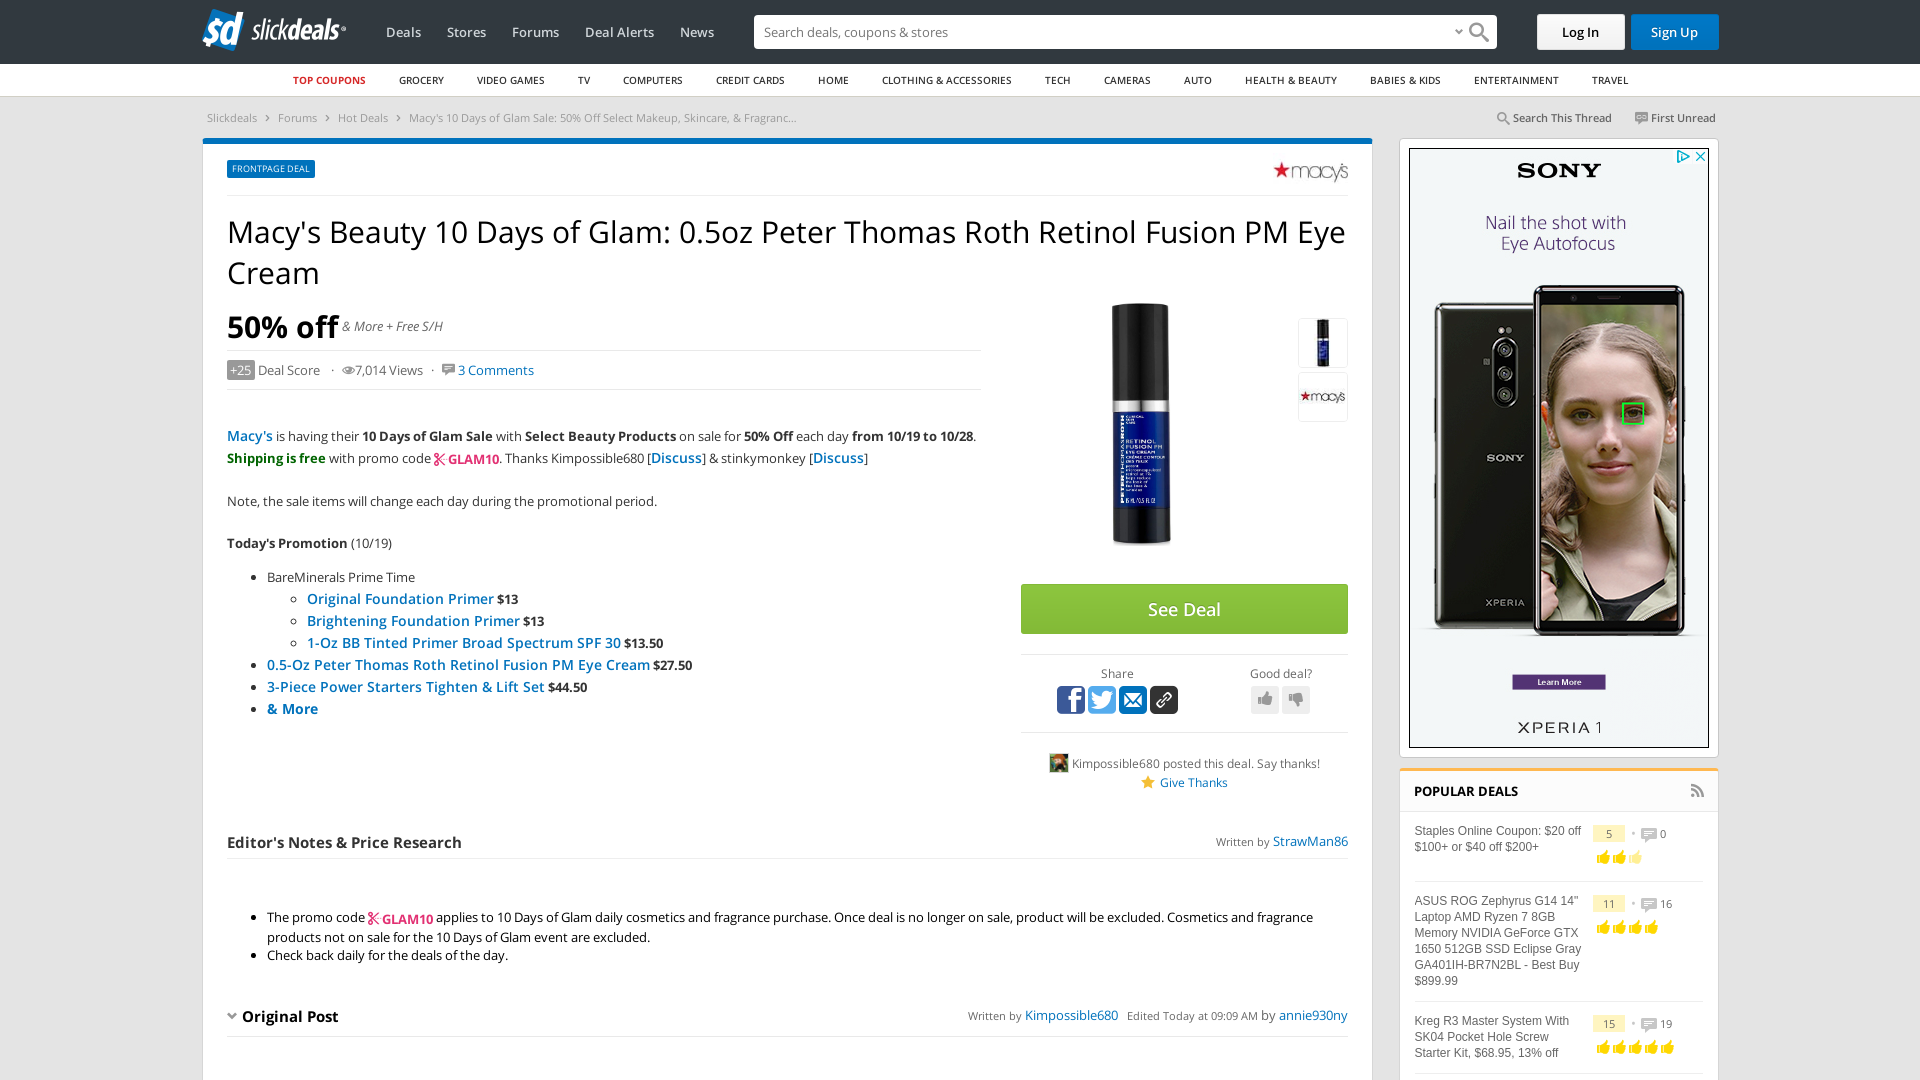 slickdeals
Deals
Stores
Forums
Deal Alerts
News
Search deals, coupons & stores
Log In
Sign Up
TOP COUPONS
GROCERY
VIDEO GAMES
TV
COMPUTERS
CREDIT CARDS
HOME
CLOTHING & ACCESSORIES
TECH
CAMERAS
AUTO
HEALTH & BEAUTY
BABIES & KIDS
ENTERTAINMENT
TRAVEL
Slickdeals › Forums › Hot Deals › Macy's 10 Days of Glam Sale: 50% Off Select Makeup, Skincare, & Fragranc...
Search This Thread
First Unread
FRONTPAGE DEAL
macy's
Macy's Beauty 10 Days of Glam: 0.5oz Peter Thomas Roth Retinol Fusion PM Eye
Cream
50% off & More + Free S/H
+25 Deal Score · 7,014 Views · 3 Comments
Macy's is having their 10 Days of Glam Sale with Select Beauty Products on sale for 50% Off each day from 10/19 to 10/28.
Shipping is free with promo code GLAM10. Thanks Kimpossible680 [Discuss] & stinkymonkey [Discuss]
Note, the sale items will change each day during the promotional period.
Today's Promotion (10/19)
BareMinerals Prime Time
Original Foundation Primer $13
Brightening Foundation Primer $13
1-Oz BB Tinted Primer Broad Spectrum SPF 30 $13.50
0.5-Oz Peter Thomas Roth Retinol Fusion PM Eye Cream $27.50
3-Piece Power Starters Tighten & Lift Set $44.50
& More
PETER THOMAS ROTH
RETINOL
FUSION PM
EYE CREAM
macy's
See Deal
Share
Good deal?
Kimpossible680 posted this deal. Say thanks!
Give Thanks
Editor's Notes & Price Research
Written by StrawMan86
The promo code GLAM10 applies to 10 Days of Glam daily cosmetics and fragrance purchase. Once deal is no longer on sale, product will be excluded. Cosmetics and fragrance
products not on sale for the 10 Days of Glam event are excluded.
Check back daily for the deals of the day.
Original Post
Written by Kimpossible680 Edited Today at 09:09 AM by annie930ny
SONY
Nail the shot with
Eye Autofocus
SONY
XPERIA
Learn More
XPERIA 1
POPULAR DEALS
Staples Online Coupon: $20 off
$100+ or $40 off $200+
5 · 0
ASUS ROG Zephyrus G14 14"
Laptop AMD Ryzen 7 8GB
Memory NVIDIA GeForce GTX
1650 512GB SSD Eclipse Gray
GA401IH-BR7N2BL - Best Buy
$899.99
11 · 16
Kreg R3 Master System With
SK04 Pocket Hole Screw
Starter Kit, $68.95, 13% off
15 · 19